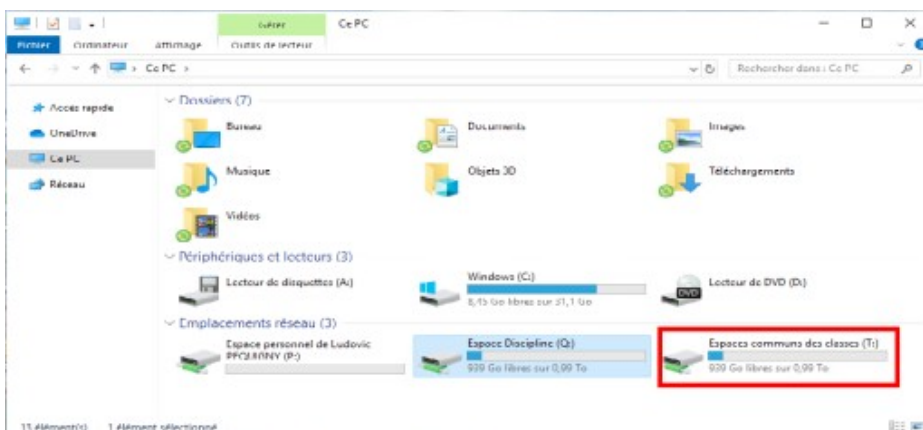 Gérer Ce PC
Fichier Ordinateur Affichage Outils de lecteur
Ce PC
Rechercher dans : Ce PC
Accès rapide
OneDrive
Ce PC
Réseau
Dossiers (7)
Bureau Documents Images
Musique Objets 3D Téléchargements
Vidéos
Périphériques et lecteurs (3)
Lecteur de disquettes (A:) Windows (C:) Lecteur de DVD (D:)
8,45 Go libres sur 31,1 Go
DVD
Emplacements réseau (3)
Espace personnel de Ludovic Espace Discipline (Q:) Espaces communs des classes (T:)
(P:) 939 Go libres sur 0,99 To 939 Go libres sur 0,99 To
13 élément(s) 1 élément sélectionné